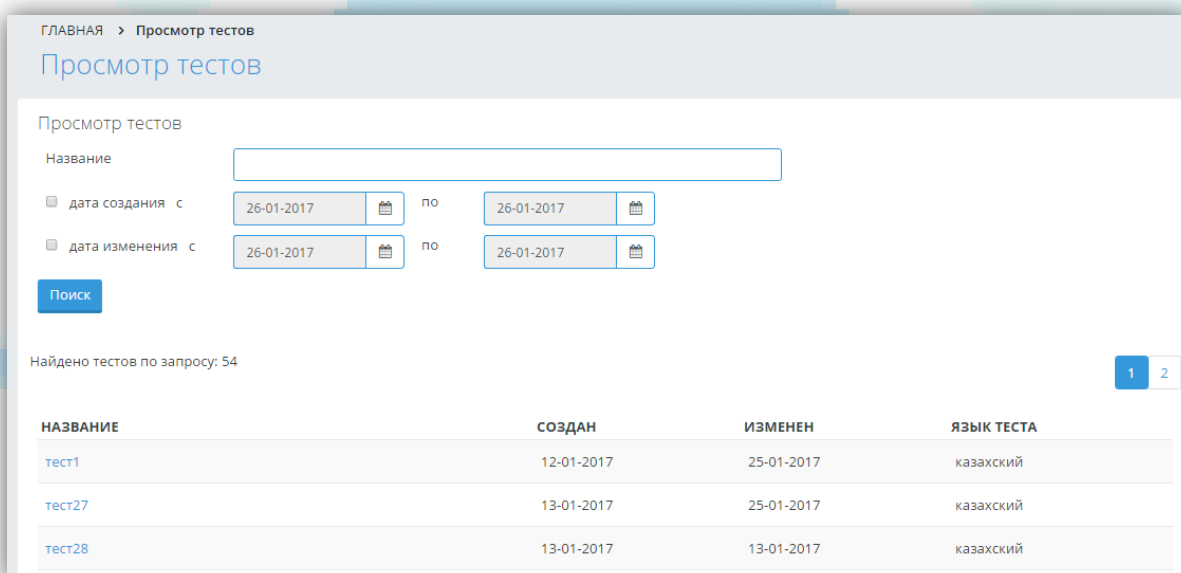 ГЛАВНАЯ > Просмотр тестов
Просмотр тестов
Просмотр тестов
Название
дата создания с 26-01-2017 по 26-01-2017
дата изменения с 26-01-2017 по 26-01-2017
Поиск
Найдено тестов по запросу: 54
1 2
НАЗВАНИЕ СОЗДАН ИЗМЕНЕН ЯЗЫК ТЕСТА
тест1 12-01-2017 25-01-2017 казахский
тест27 13-01-2017 25-01-2017 казахский
тест28 13-01-2017 13-01-2017 казахский